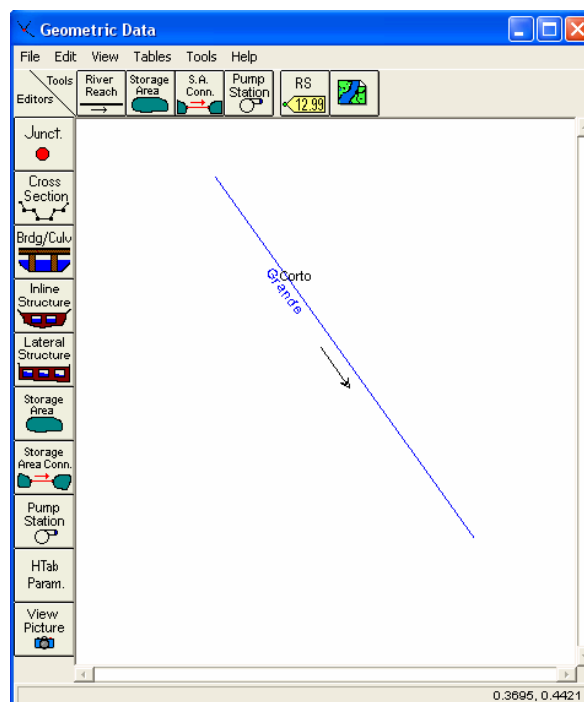 Geometric Data
File Edit View Tables Tools Help
Tools
Editors
River
Reach
Storage
Area
S.A.
Conn.
Pump
Station
RS
12.99
Junct.
Cross
Section
Brdg/Culv
Inline
Structure
Lateral
Structure
Storage
Area
Storage
Area Conn.
Pump
Station
HTab
Param.
View
Picture
Corto
Grande
0.3695, 0.4421